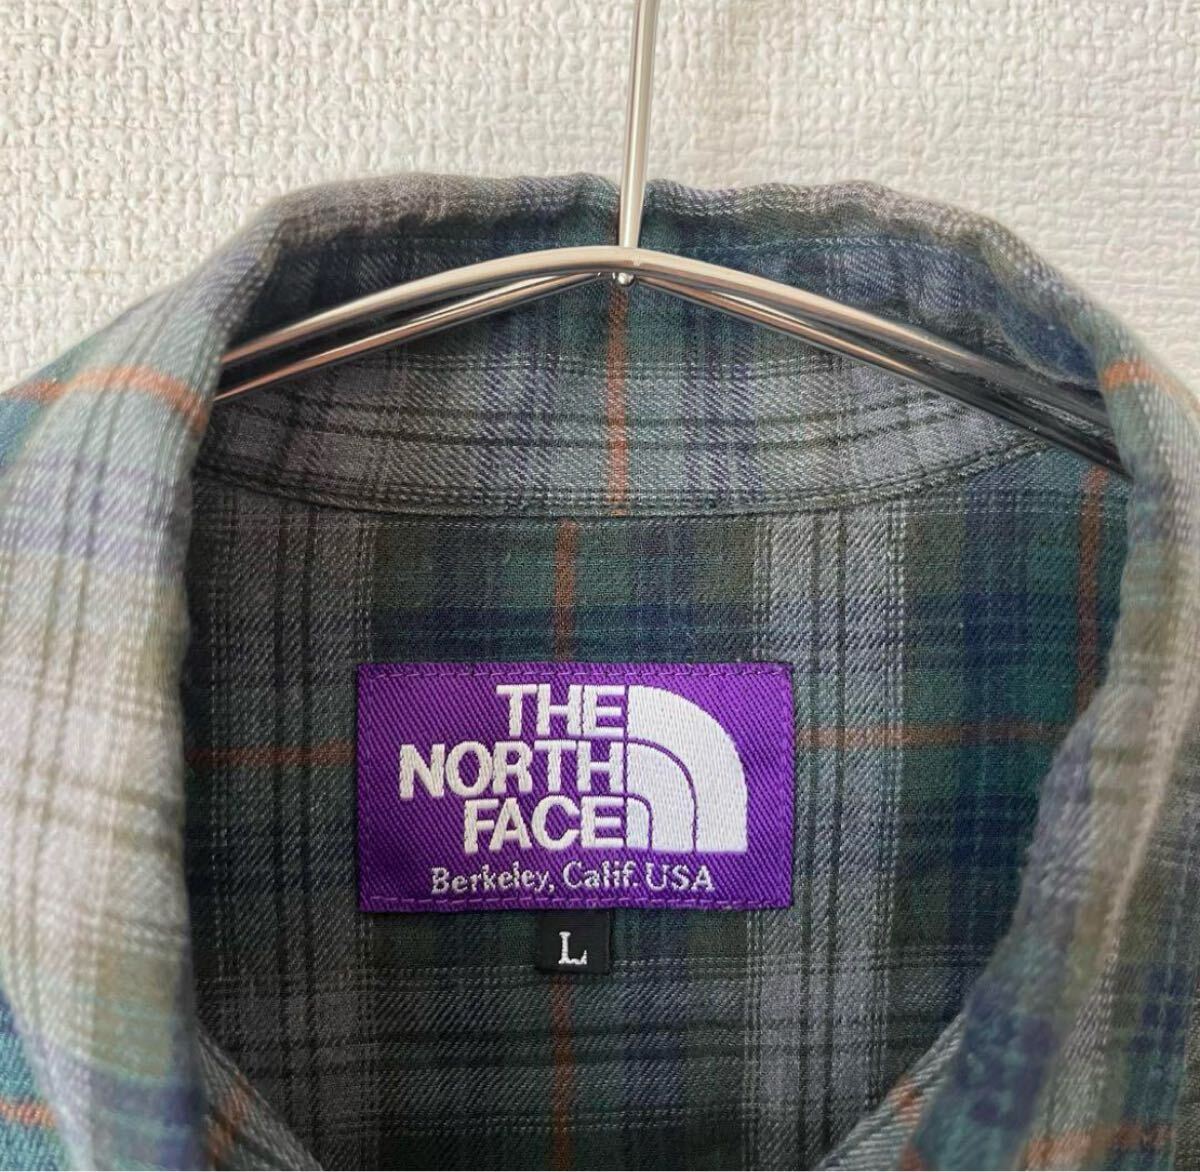 THE
NORTH
FACE
Berkeley, Calif. USA
L